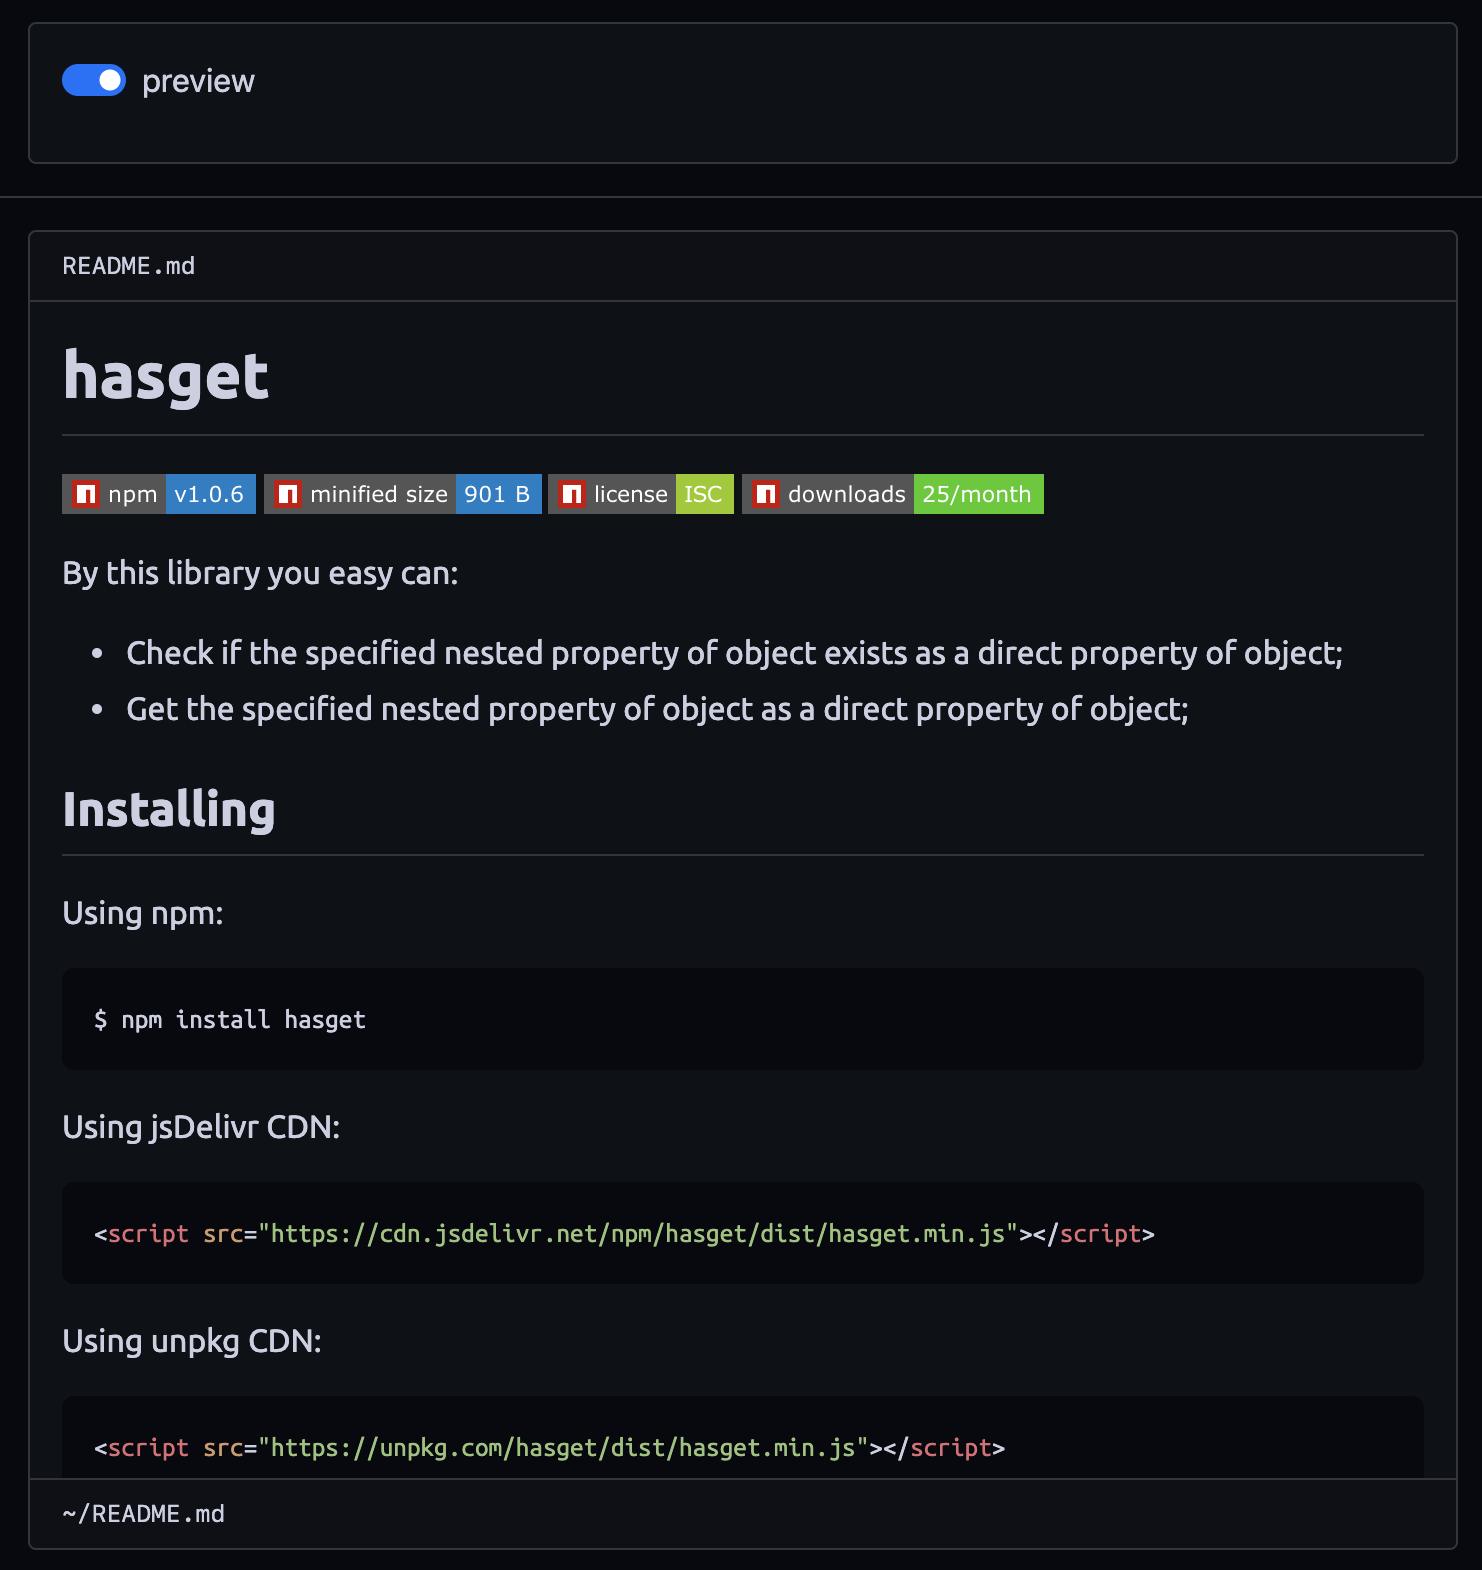 preview
README.md
hasget
npm v1.0.6 minified size 901 B license ISC downloads 25/month
By this library you easy can:
• Check if the specified nested property of object exists as a direct property of object;
• Get the specified nested property of object as a direct property of object;
Installing
Using npm:
$ npm install hasget
Using jsDelivr CDN:
<script src="https://cdn.jsdelivr.net/npm/hasget/dist/hasget.min.js"></script>
Using unpkg CDN:
<script src="https://unpkg.com/hasget/dist/hasget.min.js"></script>
~/README.md